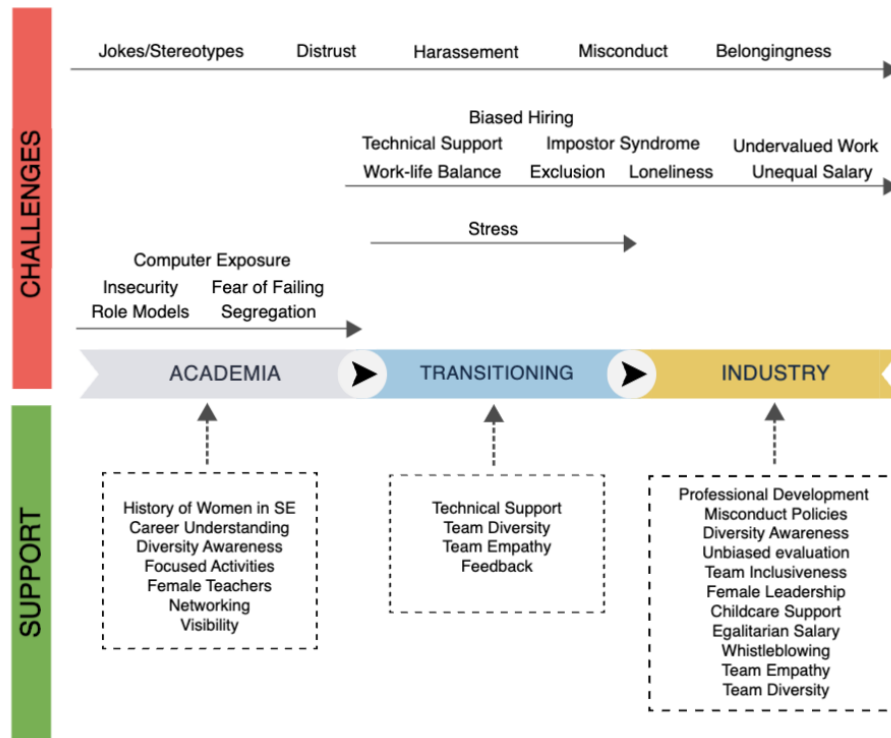 CHALLENGES
Jokes/Stereotypes Distrust Harassement Misconduct Belongingness
Biased Hiring
Technical Support Impostor Syndrome Undervalued Work
Work-life Balance Exclusion Loneliness Unequal Salary
Stress
Computer Exposure
Insecurity Fear of Failing
Role Models Segregation
ACADEMIA TRANSITIONING INDUSTRY
SUPPORT
History of Women in SE
Career Understanding
Diversity Awareness
Focused Activities
Female Teachers
Networking
Visibility
Technical Support
Team Diversity
Team Empathy
Feedback
Professional Development
Misconduct Policies
Diversity Awareness
Unbiased evaluation
Team Inclusiveness
Female Leadership
Childcare Support
Egalitarian Salary
Whistleblowing
Team Empathy
Team Diversity